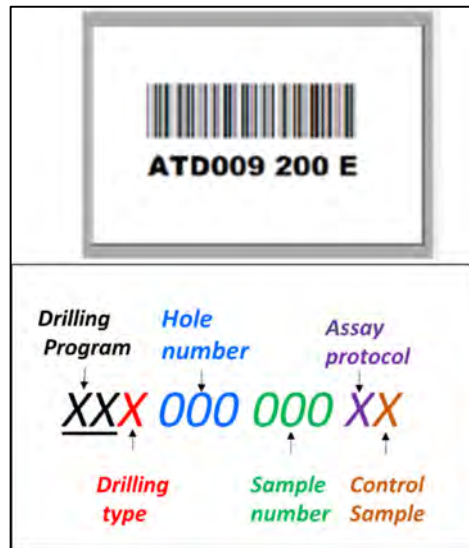 ATD009 200 E
Drilling Program
Hole number
Assay protocol
XXX 000 000 XX
Drilling type
Sample number
Control Sample